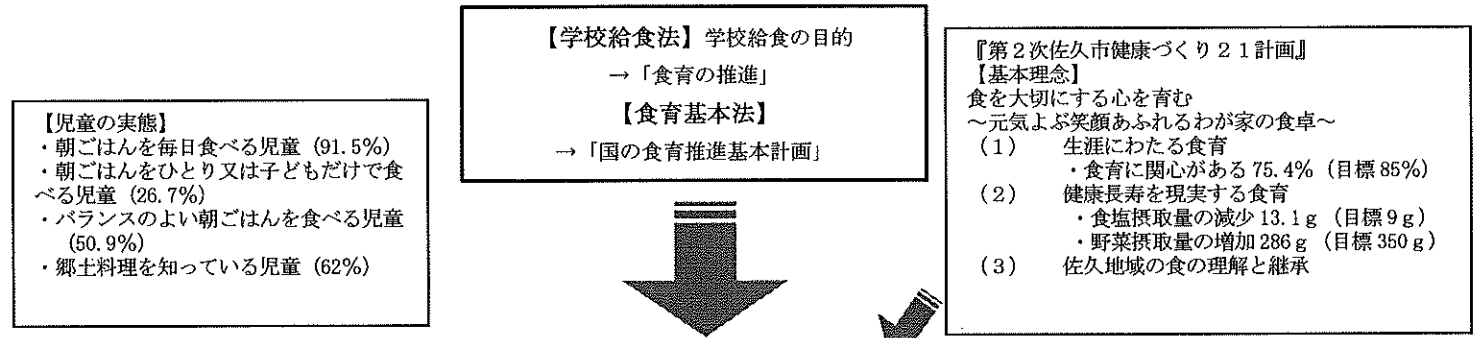 【学校給食法】学校給食の目的
→「食育の推進」
【食育基本法】
→「国の食育推進基本計画」
【児童の実態】
・朝ごはんを毎日食べる児童（91.5%）
・朝ごはんをひとり又は子どもだけで食
べる児童（26.7%）
・バランスのよい朝ごはんを食べる児童
（50.9%）
・郷土料理を知っている児童（62%）
『第２次佐久市健康づくり２１計画』
【基本理念】
食を大切にする心を育む
～元気よぶ笑顔あふれるわが家の食卓～
（１） 生涯にわたる食育
・食育に関心がある 75.4%（目標 85%）
（２） 健康長寿を現実する食育
・食塩摂取量の減少 13.1ｇ（目標 9ｇ）
・野菜摂取量の増加 286ｇ（目標 350ｇ）
（３） 佐久地域の食の理解と継承